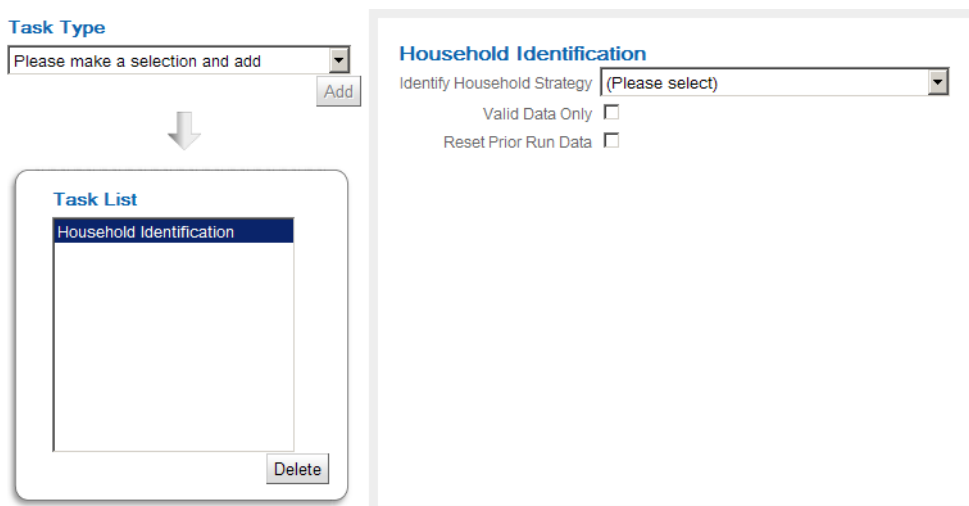 Task Type
Please make a selection and add
Add
Task List
Household Identification
Delete
Household Identification
Identify Household Strategy (Please select)
Valid Data Only
Reset Prior Run Data